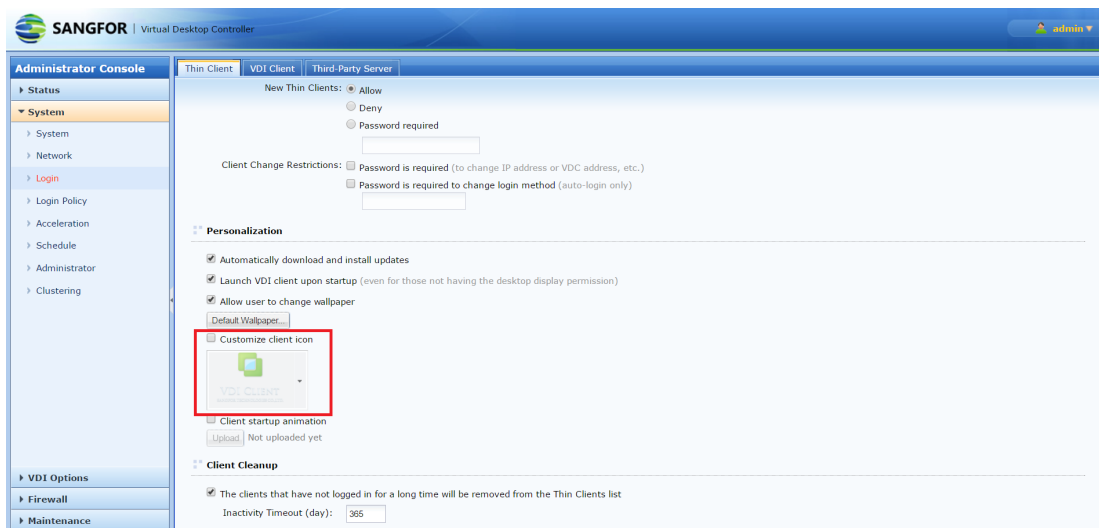 SANGFOR | Virtual Desktop Controller
admin
Administrator Console
Status
System
System
Network
Login
Login Policy
Acceleration
Schedule
Administrator
Clustering
VDI Options
Firewall
Maintenance
Thin Client VDI Client Third-Party Server
New Thin Clients: Allow
Deny
Password required
Client Change Restrictions: Password is required (to change IP address or VDC address, etc.)
Password is required to change login method (auto-login only)
Personalization
Automatically download and install updates
Launch VDI client upon startup (even for those not having the desktop display permission)
Allow user to change wallpaper
Default Wallpaper...
Customize client icon
VDI CLIENT
Client startup animation
Upload Not uploaded yet
Client Cleanup
The clients that have not logged in for a long time will be removed from the Thin Clients list
Inactivity Timeout (day): 365